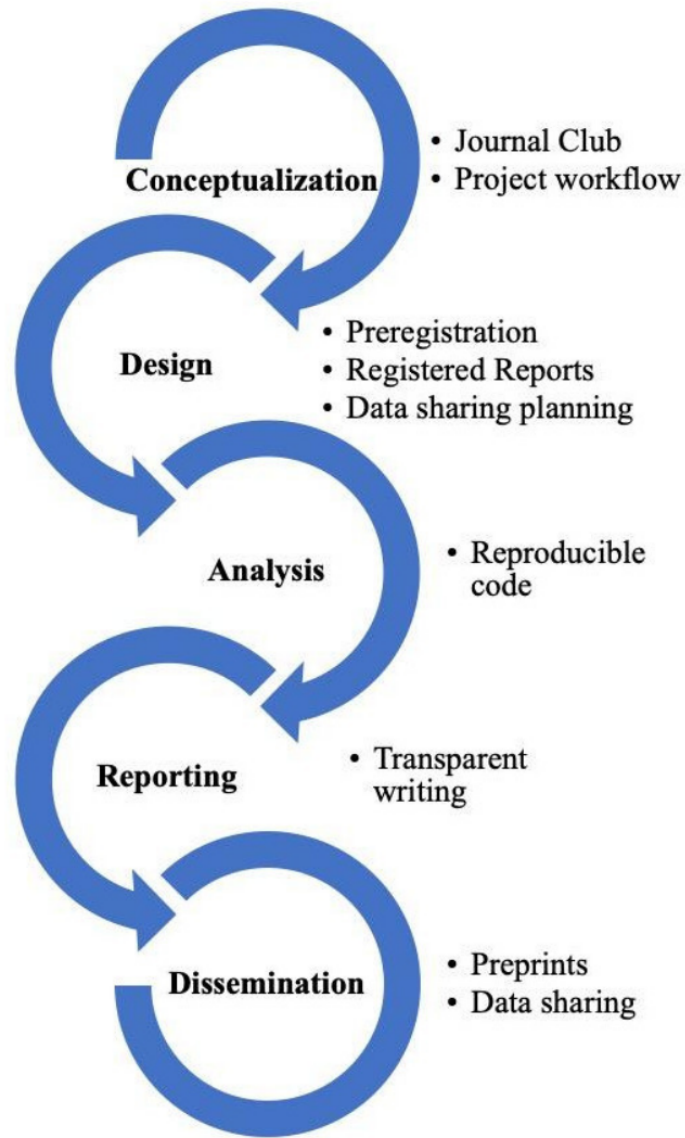 Conceptualization
• Journal Club
• Project workflow
Design
• Preregistration
• Registered Reports
• Data sharing planning
Analysis
• Reproducible
code
Reporting
• Transparent
writing
Dissemination
• Preprints
• Data sharing